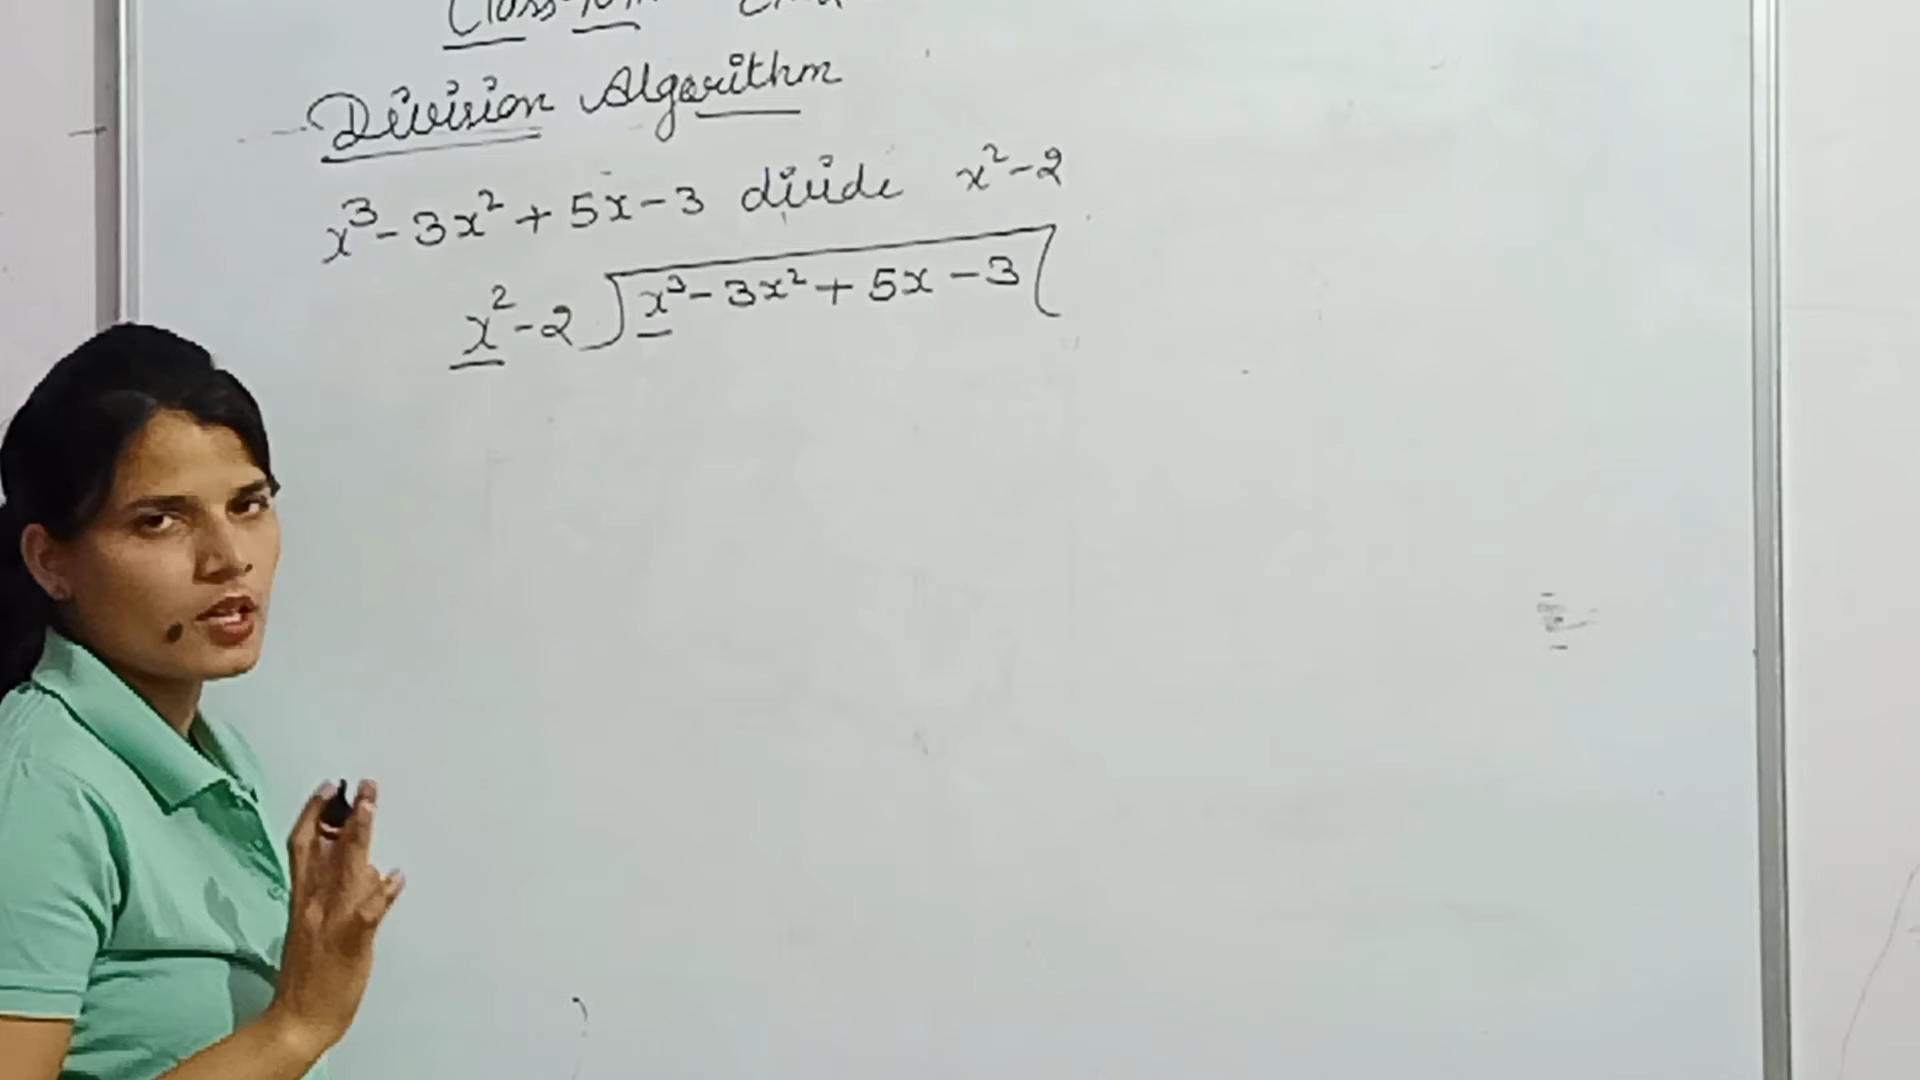 Division Algorithm
x³ - 3x² + 5x - 3 divide x² - 2
x² - 2 ) x³ - 3x² + 5x - 3 (